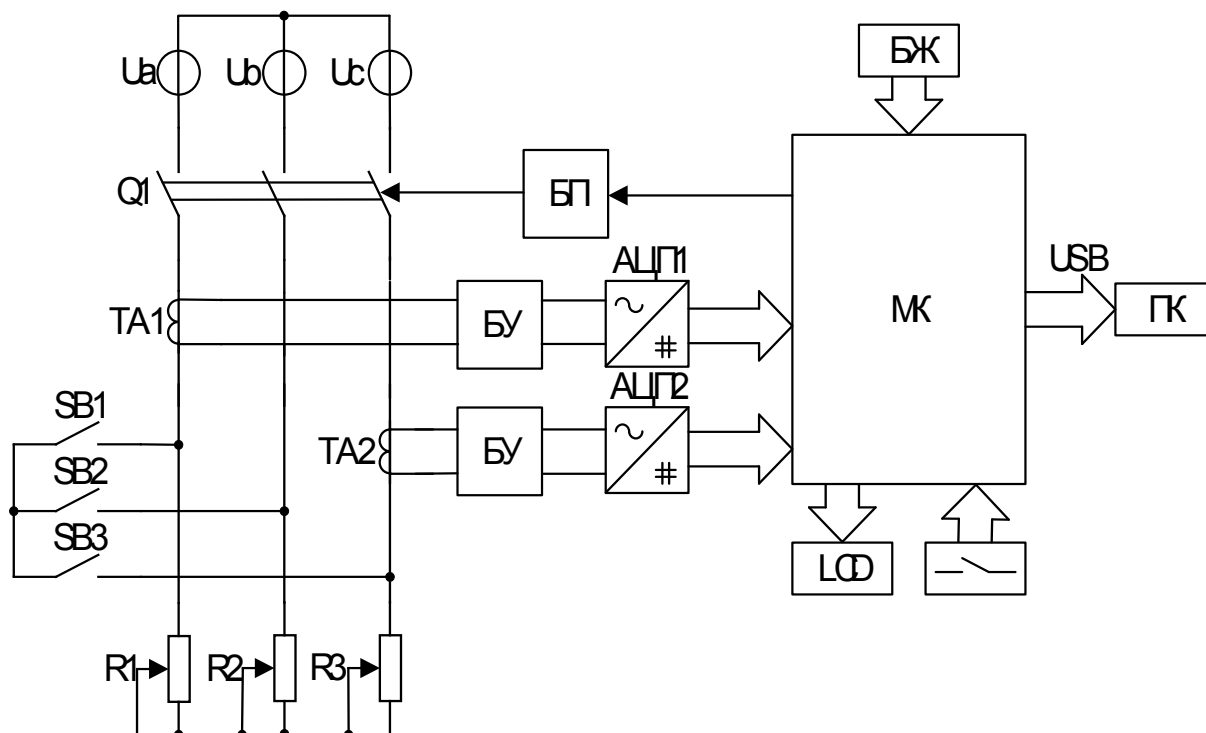 Ua
Ub
Uc
БЖ
Q1
БП
АЦП1
USB
TA1
БУ
#
МК
ПК
АЦП2
SB1
TA2
БУ
#
SB2
SB3
LCD
R1
R2
R3